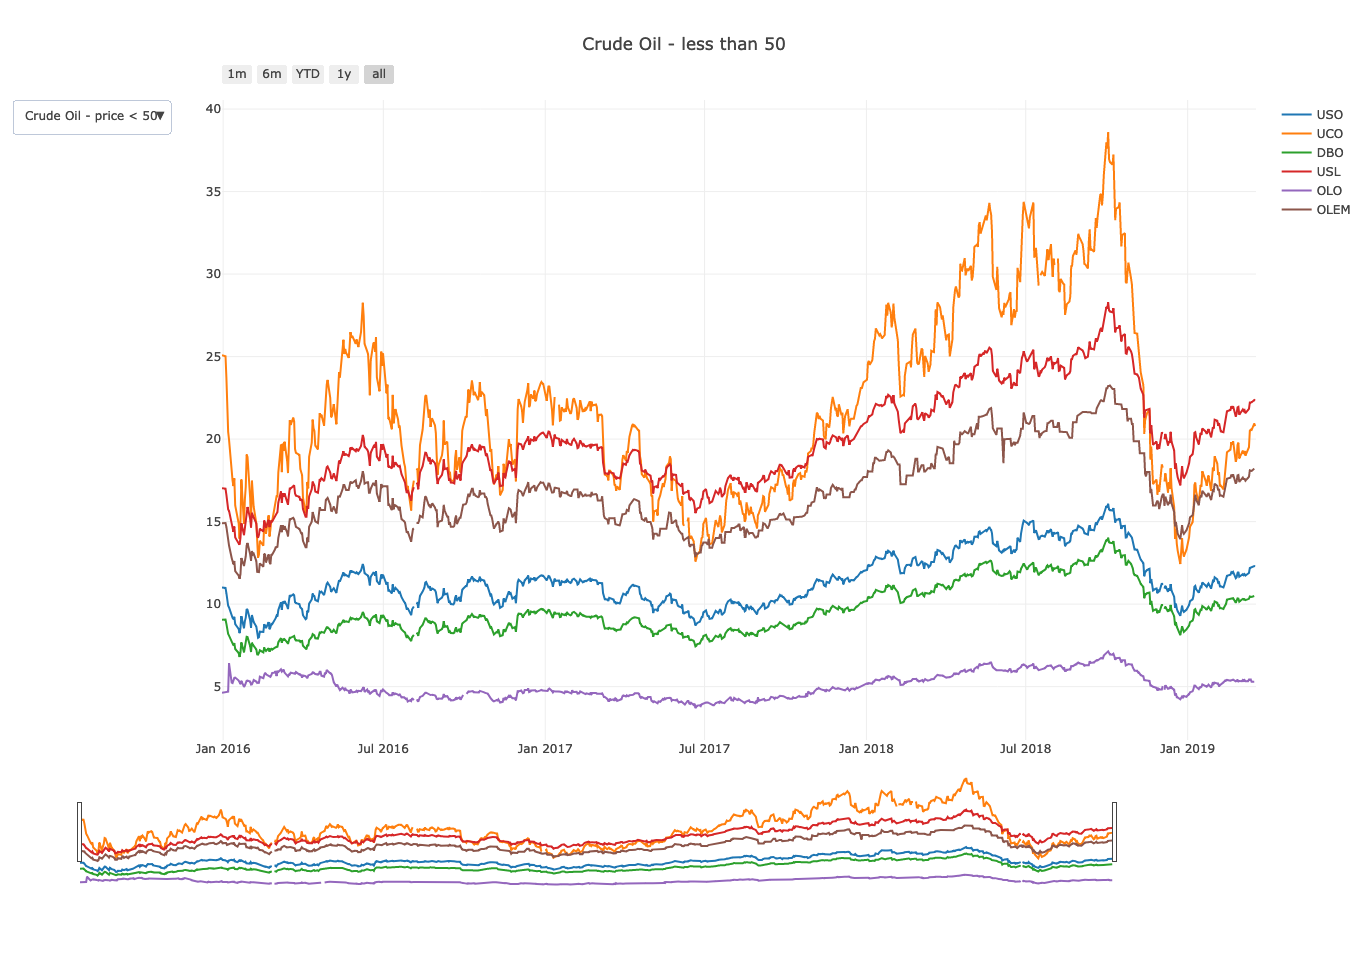 Crude Oil - less than 50
1m 6m YTD 1y all
Crude Oil - price < 50▼
40
35
30
25
20
15
10
5
Jan 2016 Jul 2016 Jan 2017 Jul 2017 Jan 2018 Jul 2018 Jan 2019
USO
UCO
DBO
USL
OLO
OLEM